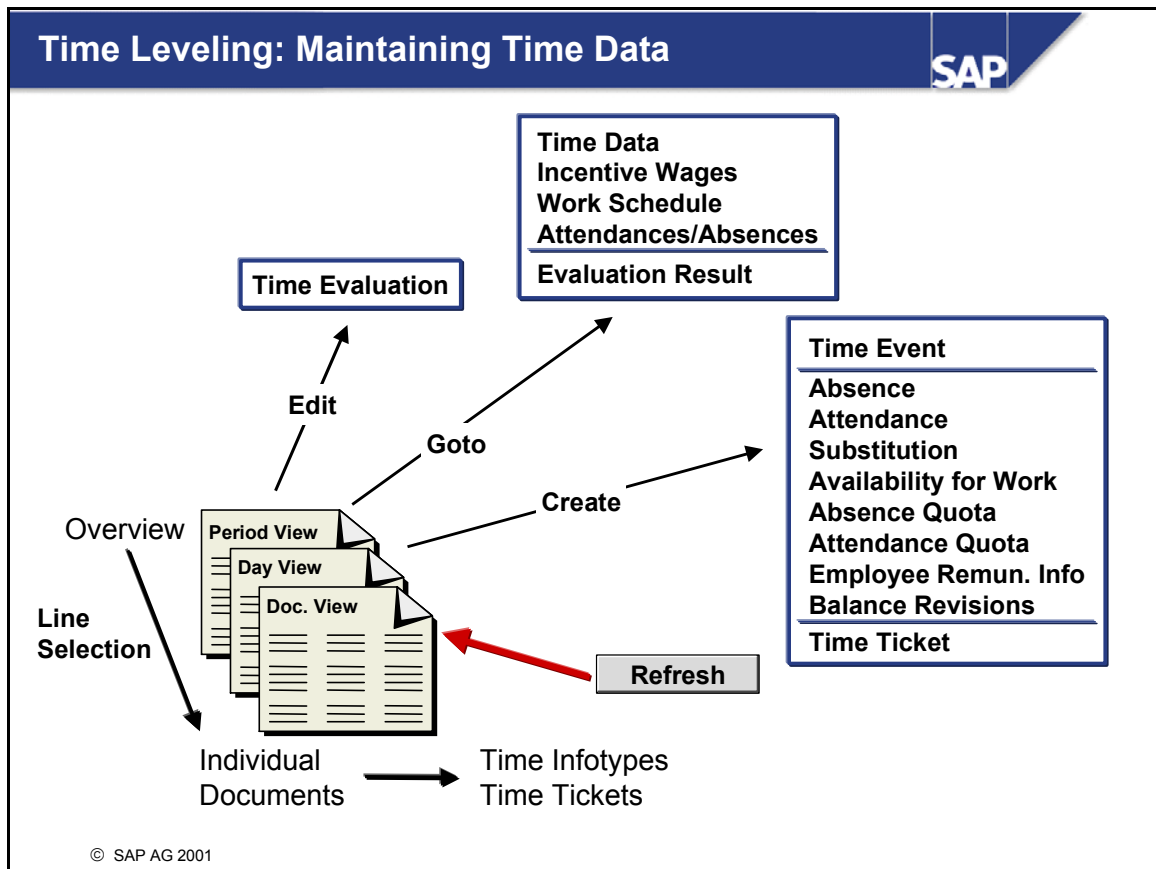 Time Leveling: Maintaining Time Data
SAP
Time Data
Incentive Wages
Work Schedule
Attendances/Absences
Evaluation Result
Time Evaluation
Time Event
Absence
Attendance
Substitution
Availability for Work
Absence Quota
Attendance Quota
Employee Remun. Info
Balance Revisions
Time Ticket
Edit
Goto
Create
Overview
Period View
Day View
Doc. View
Line
Selection
Refresh
Individual
Documents
Time Infotypes
Time Tickets
© SAP AG 2001